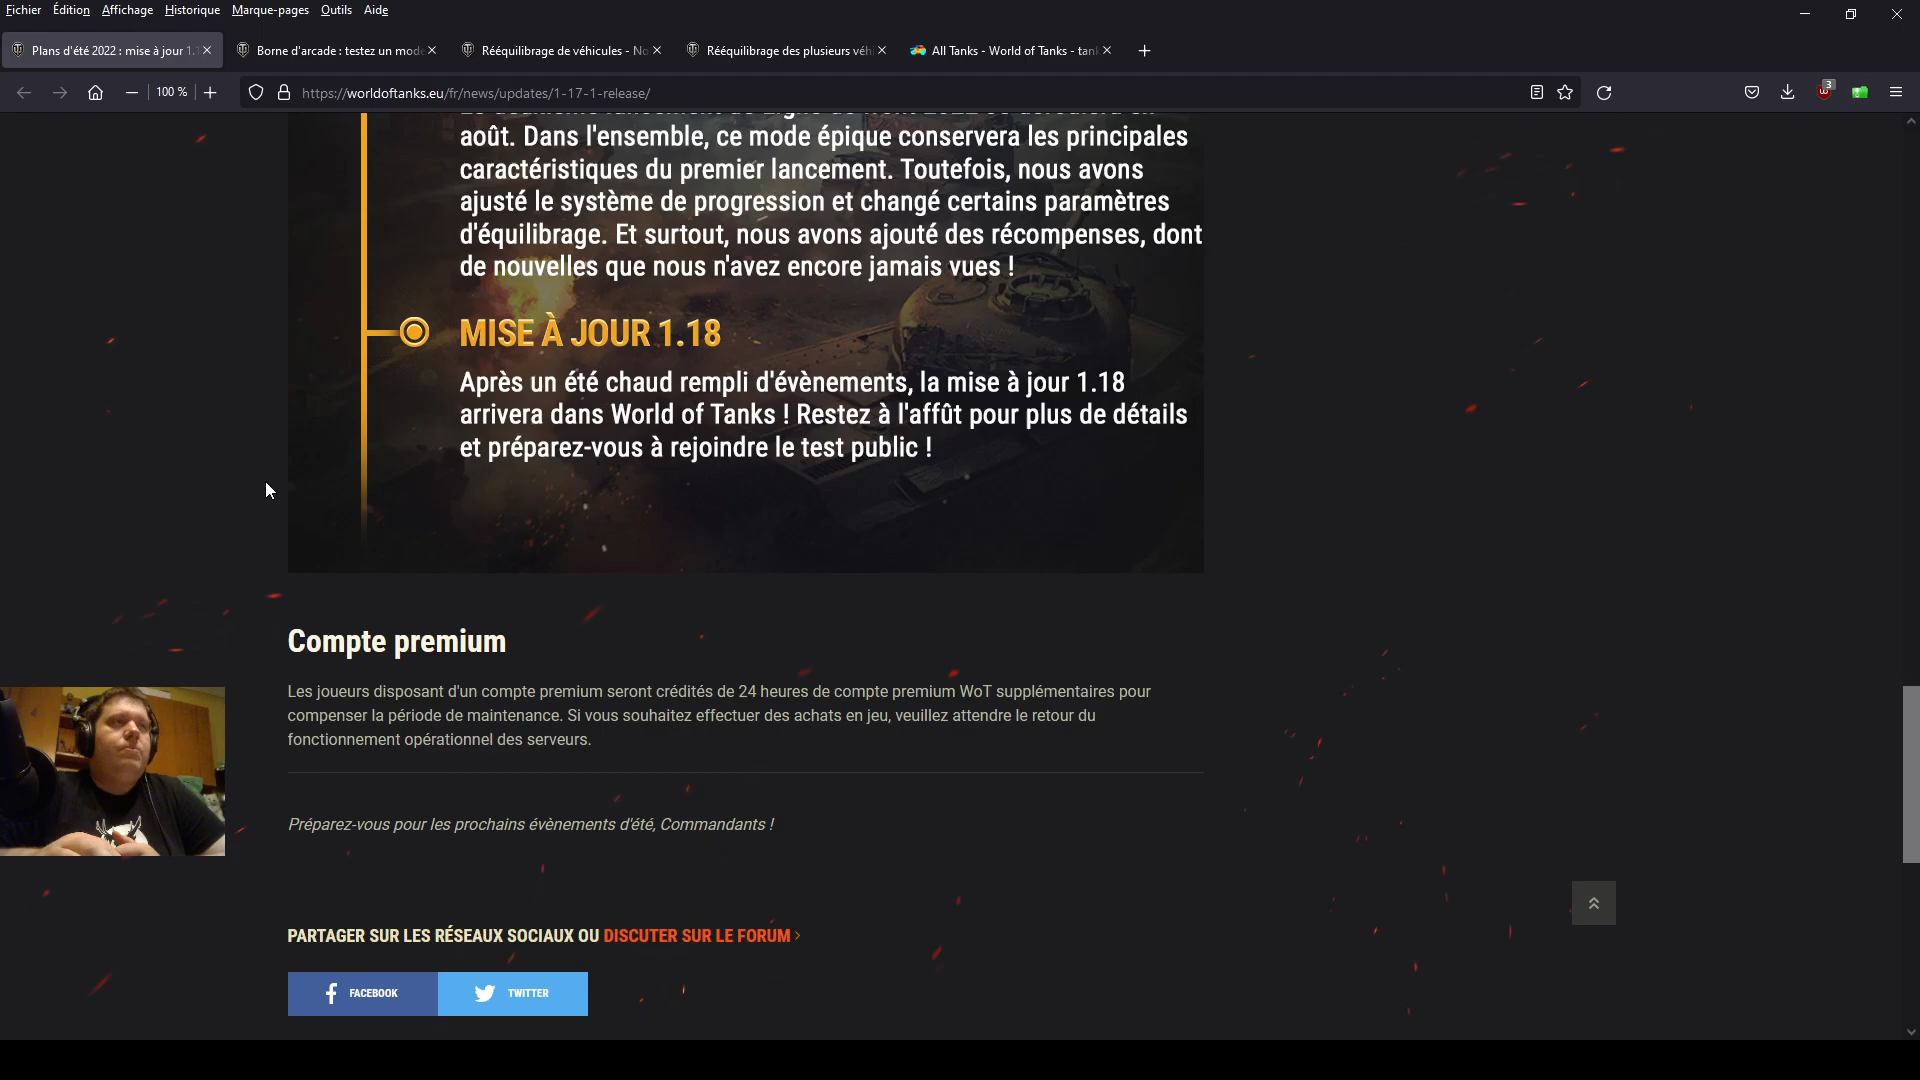 Fichier Édition Affichage Historique Marque-pages Outils Aide
Plans d'été 2022 : mise à jour 1.1
Borne d'arcade : testez un mode
Rééquilibrage de véhicules - No
Rééquilibrage des plusieurs véhi
All Tanks - World of Tanks - tank
100 %
https://worldoftanks.eu/fr/news/updates/1-17-1-release/
3
août. Dans l'ensemble, ce mode épique conservera les principales
caractéristiques du premier lancement. Toutefois, nous avons
ajusté le système de progression et changé certains paramètres
d'équilibrage. Et surtout, nous avons ajouté des récompenses, dont
de nouvelles que nous n'avez encore jamais vues !
MISE À JOUR 1.18
Après un été chaud rempli d'évènements, la mise à jour 1.18
arrivera dans World of Tanks ! Restez à l'affût pour plus de détails
et préparez-vous à rejoindre le test public !
Compte premium
Les joueurs disposant d'un compte premium seront crédités de 24 heures de compte premium WoT supplémentaires pour
compenser la période de maintenance. Si vous souhaitez effectuer des achats en jeu, veuillez attendre le retour du
fonctionnement opérationnel des serveurs.
Préparez-vous pour les prochains évènements d'été, Commandants !
PARTAGER SUR LES RÉSEAUX SOCIAUX OU DISCUTER SUR LE FORUM
FACEBOOK
TWITTER